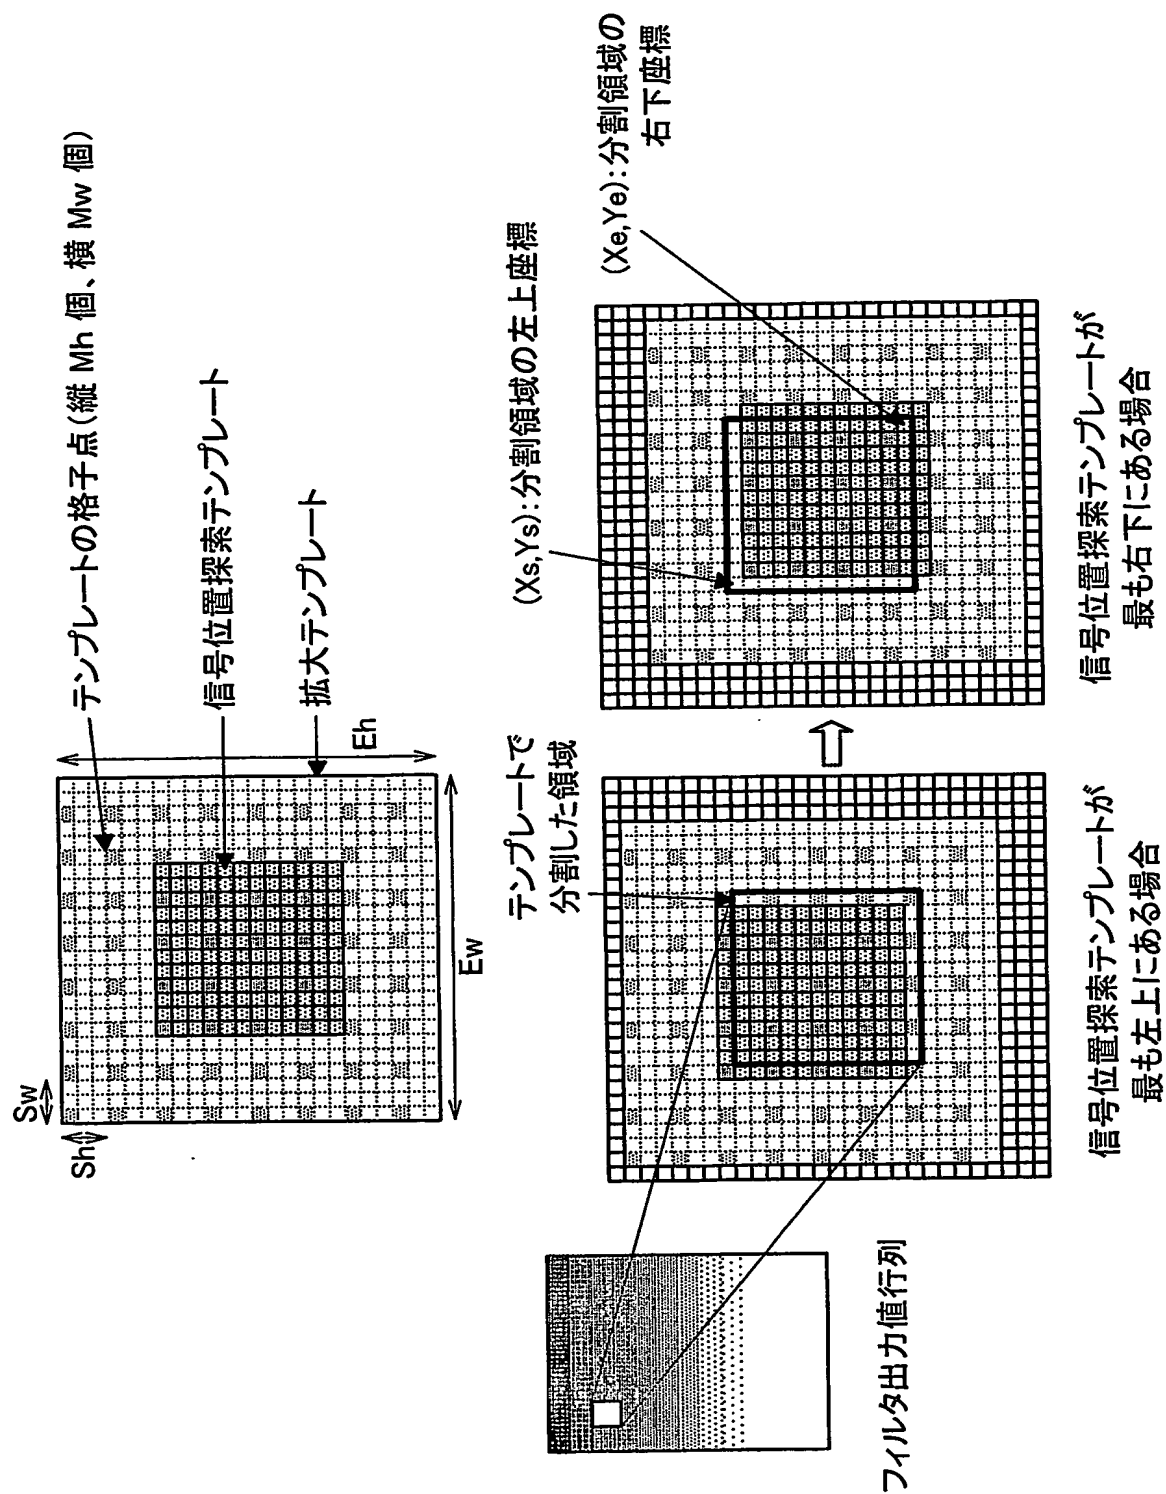 Sw
Sh
Ew
Eh
テンプレートの格子点(縦 Mh 個、横 Mw 個)
信号位置探索テンプレート
拡大テンプレート
フィルタ出力値行列
テンプレートで
分割した領域
信号位置探索テンプレートが
最も左上にある場合
(Xs,Ys):分割領域の左上座標
(Xe,Ye):分割領域の
右下座標
信号位置探索テンプレートが
最も右下にある場合